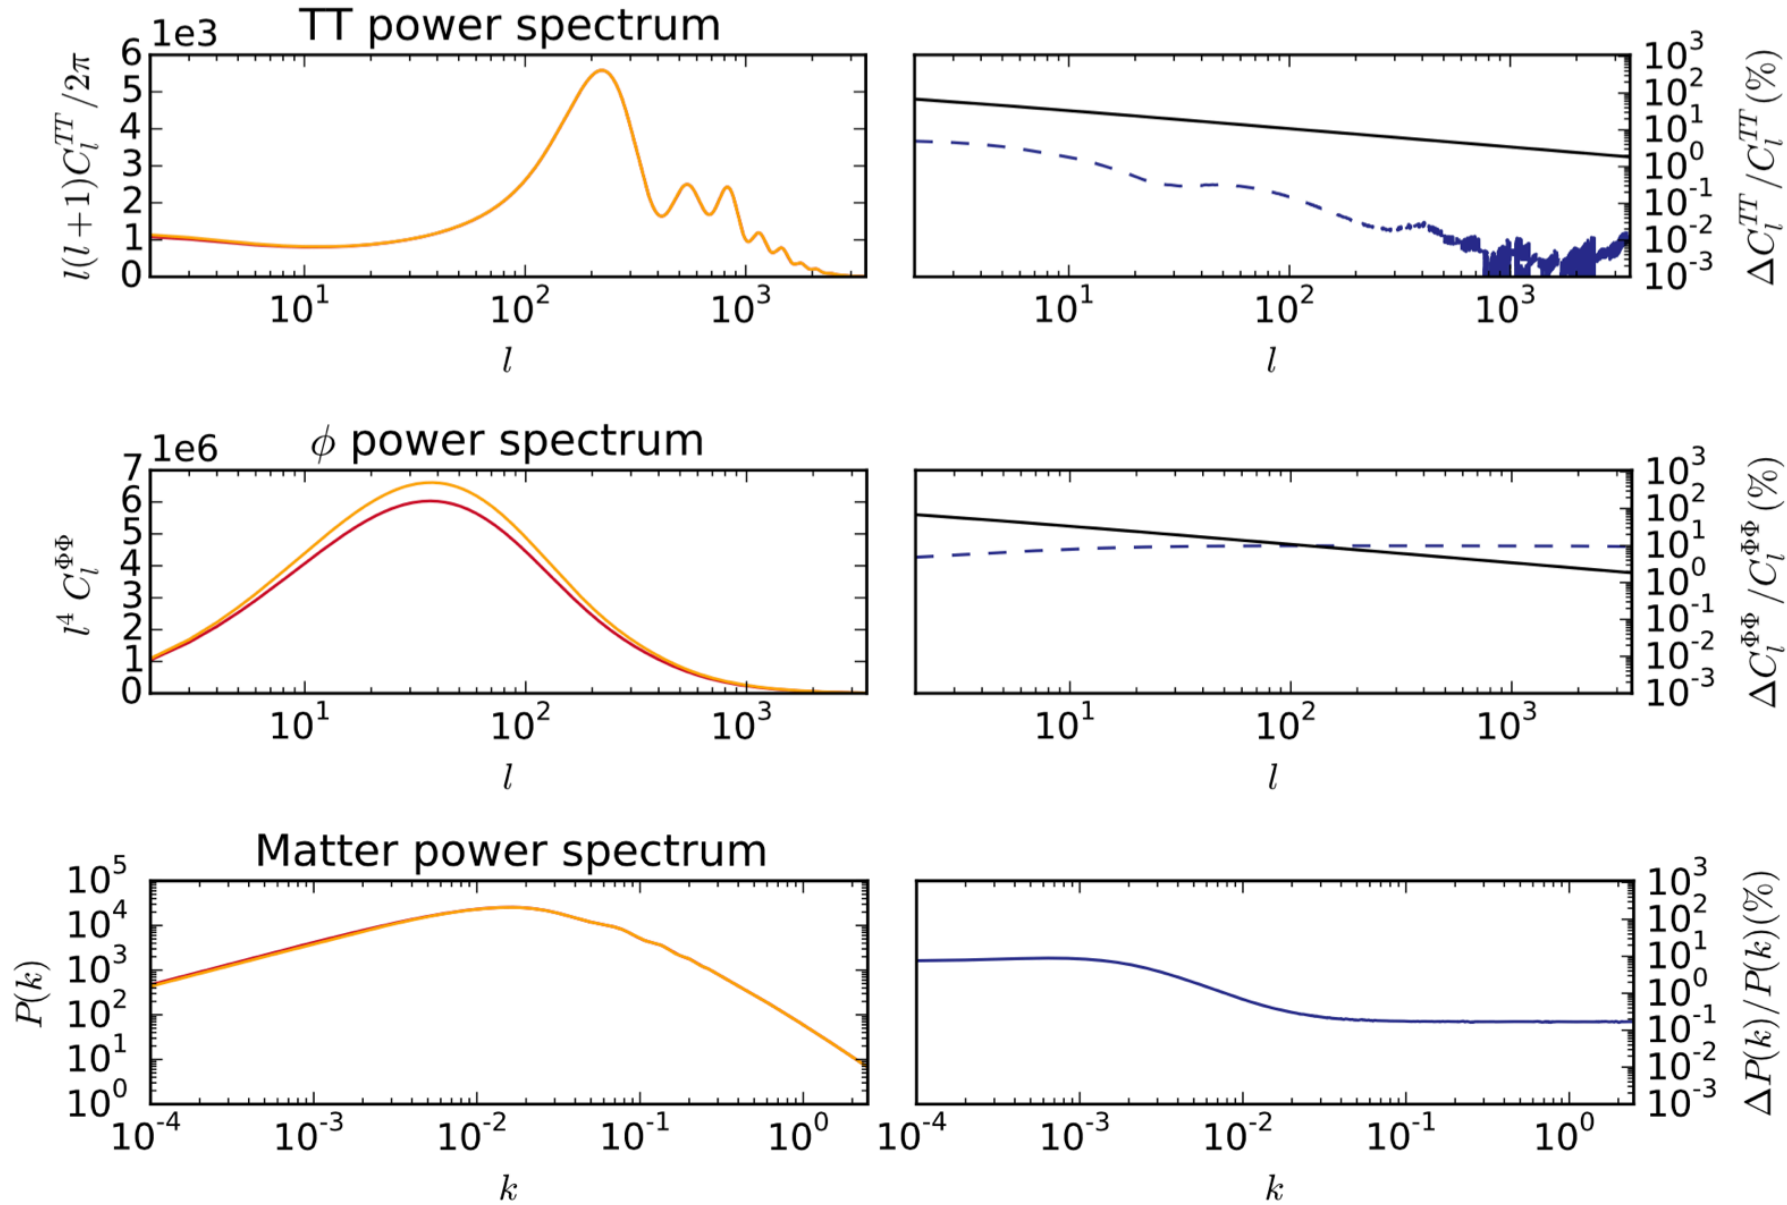 TT power spectrum
1e3
6
5
4
3
2
1
0
l(l+1)C_l^{TT}/2π
10^1 10^2 10^3
l
10^3
10^2
10^1
10^0
10^-1
10^-2
10^-3
ΔC_l^{TT}/C_l^{TT}(%)
10^1 10^2 10^3
l
ϕ power spectrum
1e6
7
6
5
4
3
2
1
0
l^4 C_l^{ΦΦ}
10^1 10^2 10^3
l
10^3
10^2
10^1
10^0
10^-1
10^-2
10^-3
ΔC_l^{ΦΦ}/C_l^{ΦΦ}(%)
10^1 10^2 10^3
l
Matter power spectrum
10^5
10^4
10^3
10^2
10^1
10^0
P(k)
10^-4 10^-3 10^-2 10^-1 10^0
k
10^3
10^2
10^1
10^0
10^-1
10^-2
10^-3
ΔP(k)/P(k)(%)
10^-4 10^-3 10^-2 10^-1 10^0
k